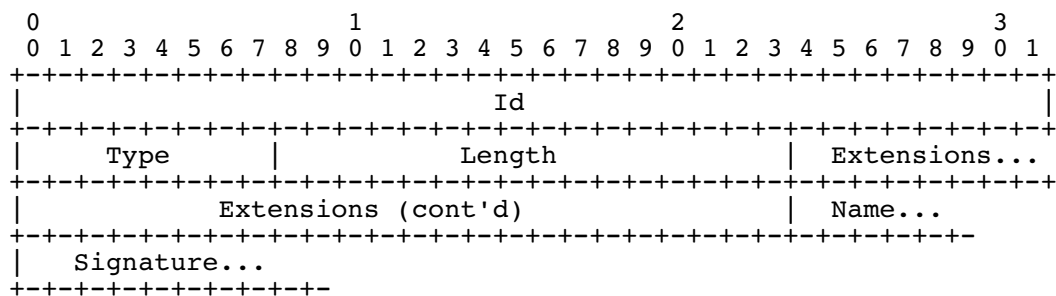 0                   1                   2                   3
 0 1 2 3 4 5 6 7 8 9 0 1 2 3 4 5 6 7 8 9 0 1 2 3 4 5 6 7 8 9 0 1
+-+-+-+-+-+-+-+-+-+-+-+-+-+-+-+-+-+-+-+-+-+-+-+-+-+-+-+-+-+-+-+-+
|                             Id                                |
+-+-+-+-+-+-+-+-+-+-+-+-+-+-+-+-+-+-+-+-+-+-+-+-+-+-+-+-+-+-+-+-+
|     Type      |           Length              |  Extensions...
+-+-+-+-+-+-+-+-+-+-+-+-+-+-+-+-+-+-+-+-+-+-+-+-+-+-+-+-+-+-+-+-+
|            Extensions (cont'd)                |  Name...
+-+-+-+-+-+-+-+-+-+-+-+-+-+-+-+-+-+-+-+-+-+-+-+-+-+-+-+-+-+-
|   Signature...
+-+-+-+-+-+-+-+-+-+-